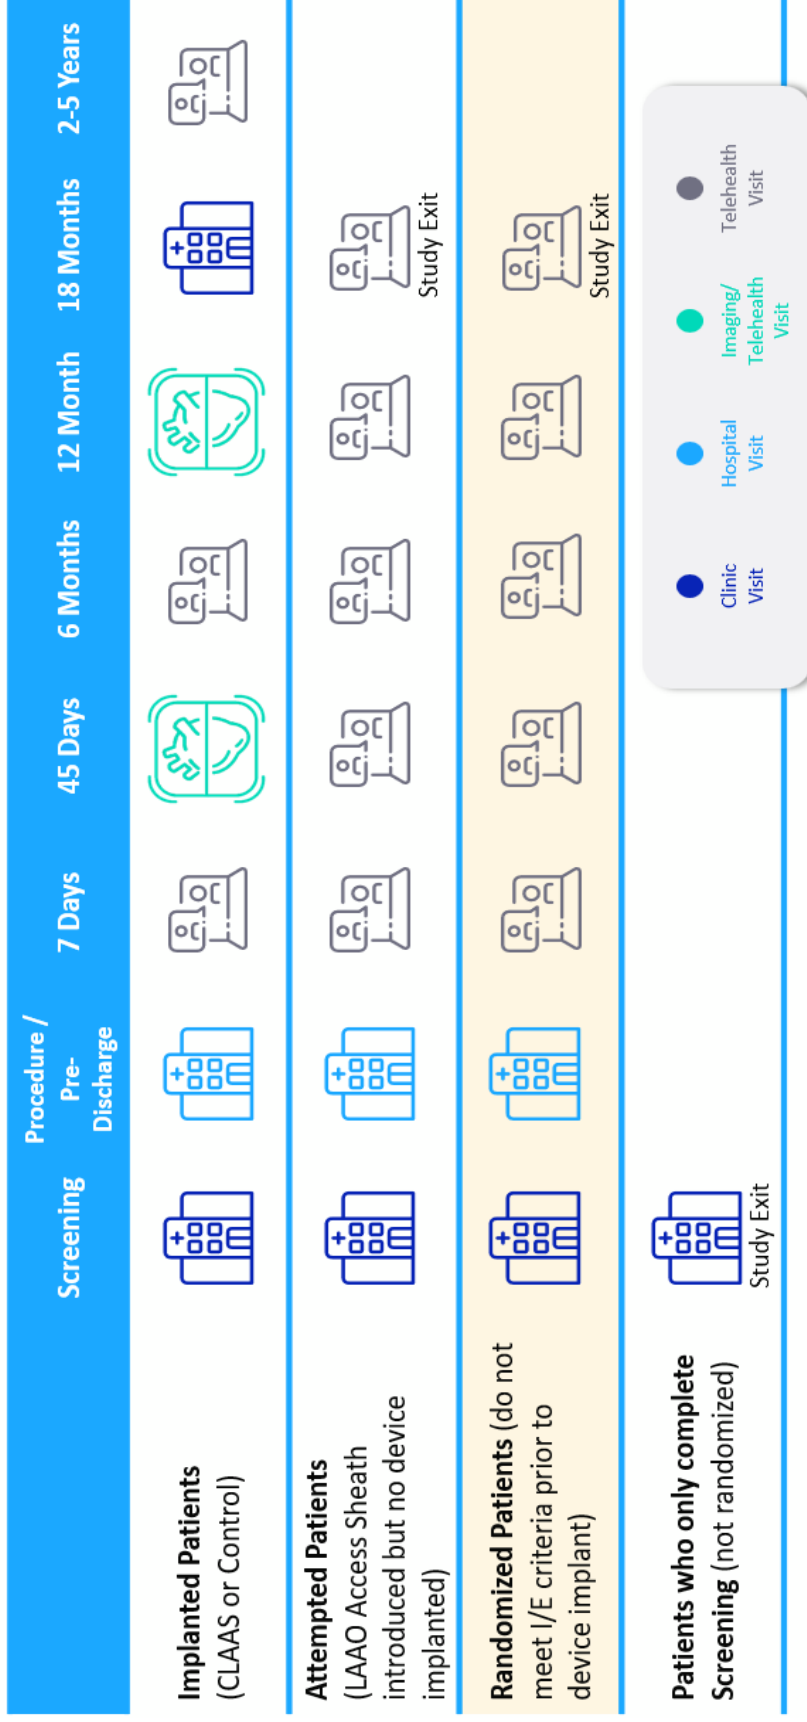 Screening
Procedure /
Pre-
Discharge
7 Days
45 Days
6 Months
12 Month
18 Months
2-5 Years
Implanted Patients
(CLAAS or Control)
Attempted Patients
(LAAO Access Sheath
introduced but no device
implanted)
Study Exit
Randomized Patients (do not
meet I/E criteria prior to
device implant)
Study Exit
Patients who only complete
Screening (not randomized)
Study Exit
Clinic
Visit
Hospital
Visit
Imaging/
Telehealth
Visit
Telehealth
Visit